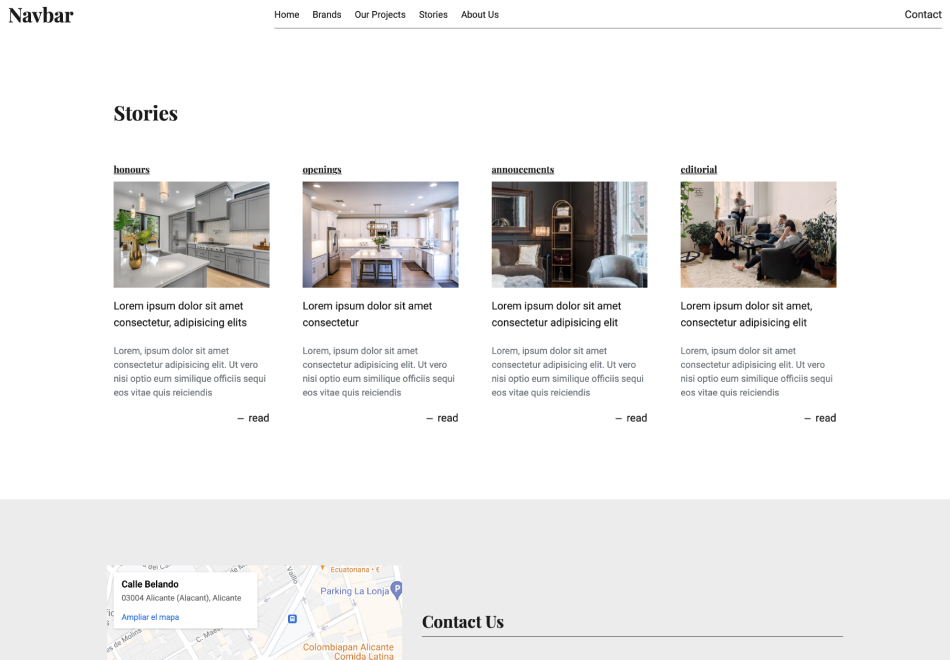 Navbar
Home Brands Our Projects Stories About Us
Contact
Stories
honours
Lorem ipsum dolor sit amet
consectetur, adipisicing elits
Lorem, ipsum dolor sit amet
consectetur adipisicing elit. Ut vero
nisi optio eum similique officiis sequi
eos vitae quis reiciendis
— read
openings
Lorem ipsum dolor sit amet
consectetur
Lorem, ipsum dolor sit amet
consectetur adipisicing elit. Ut vero
nisi optio eum similique officiis sequi
eos vitae quis reiciendis
— read
annoucements
Lorem ipsum dolor sit amet
consectetur adipisicing elit
Lorem, ipsum dolor sit amet
consectetur adipisicing elit. Ut vero
nisi optio eum similique officiis sequi
eos vitae quis reiciendis
— read
editorial
Lorem ipsum dolor sit amet,
consectetur adipisicing elit
Lorem, ipsum dolor sit amet
consectetur adipisicing elit. Ut vero
nisi optio eum similique officiis sequi
eos vitae quis reiciendis
— read
Calle Belando
03004 Alicante (Alacant), Alicante
Ampliar el mapa
Ecuatoriana • €
Parking La Lonja
P
Colombiapan Alicante
Comida Latina
Contact Us